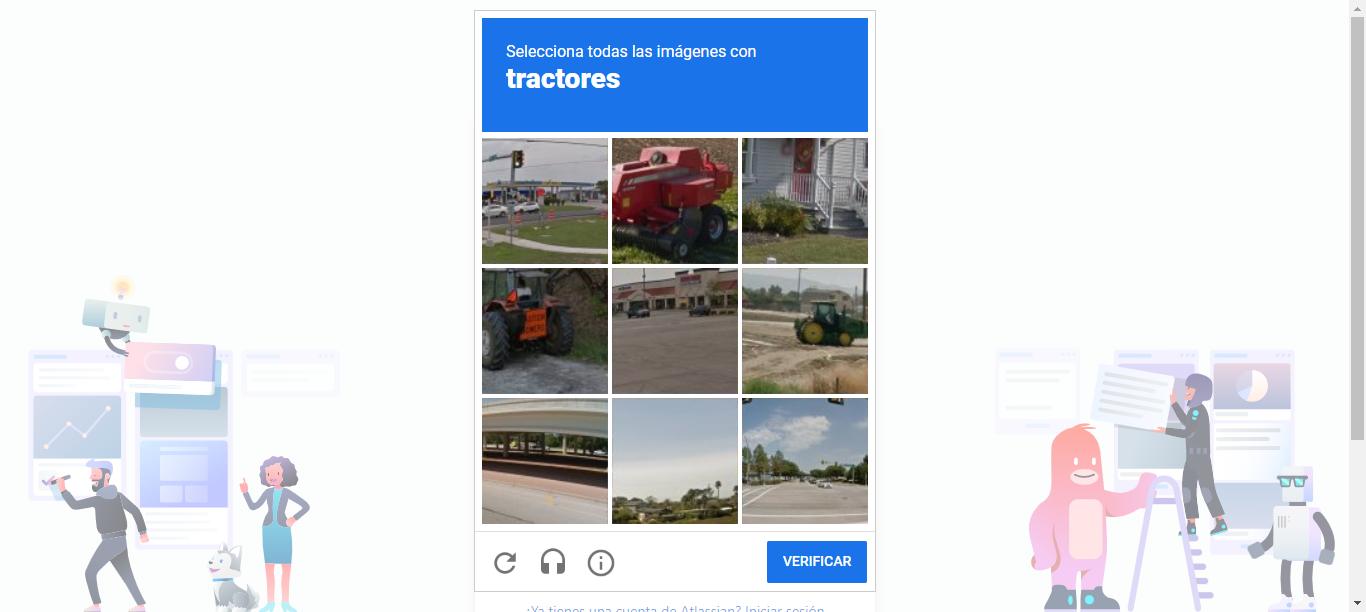 Selecciona todas las imágenes con
tractores
VERIFICAR
¿Ya tienes una cuenta de Atlassian? Iniciar sesión